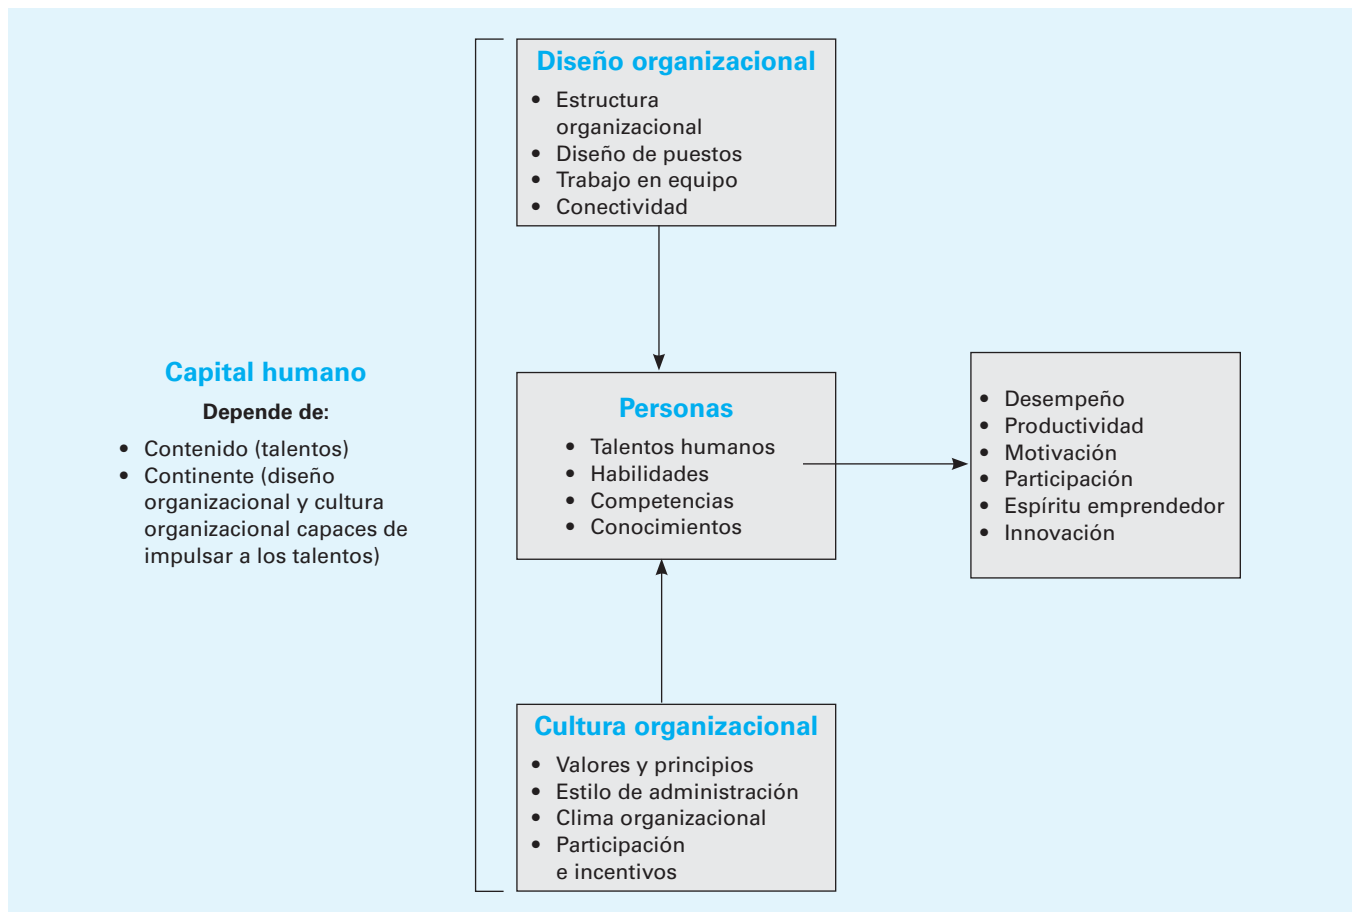 Diseño organizacional
• Estructura
organizacional
• Diseño de puestos
• Trabajo en equipo
• Conectividad
Capital humano
Depende de:
• Contenido (talentos)
• Continente (diseño
organizacional y cultura
organizacional capaces de
impulsar a los talentos)
Personas
• Talentos humanos
• Habilidades
• Competencias
• Conocimientos
• Desempeño
• Productividad
• Motivación
• Participación
• Espíritu emprendedor
• Innovación
Cultura organizacional
• Valores y principios
• Estilo de administración
• Clima organizacional
• Participación
e incentivos